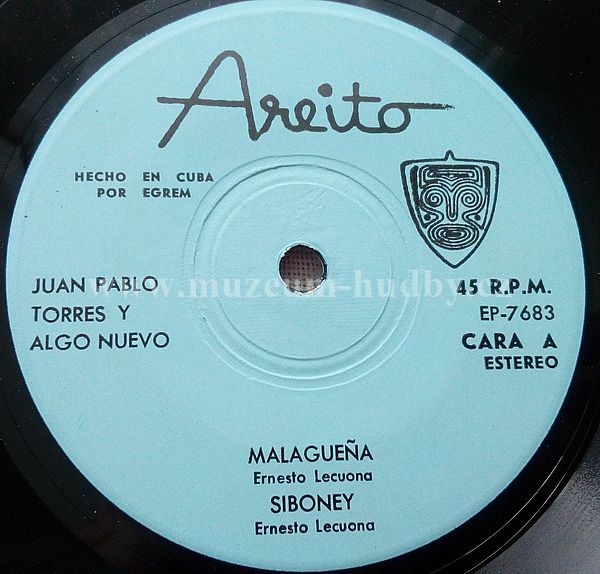 Areito
HECHO EN CUBA
POR EGREM
JUAN PABLO
TORRES Y
ALGO NUEVO
www.muzeum-hudby.cz
45 R.P.M.
EP-7683
CARA A
ESTEREO
MALAGUEÑA
Ernesto Lecuona
SIBONEY
Ernesto Lecuona